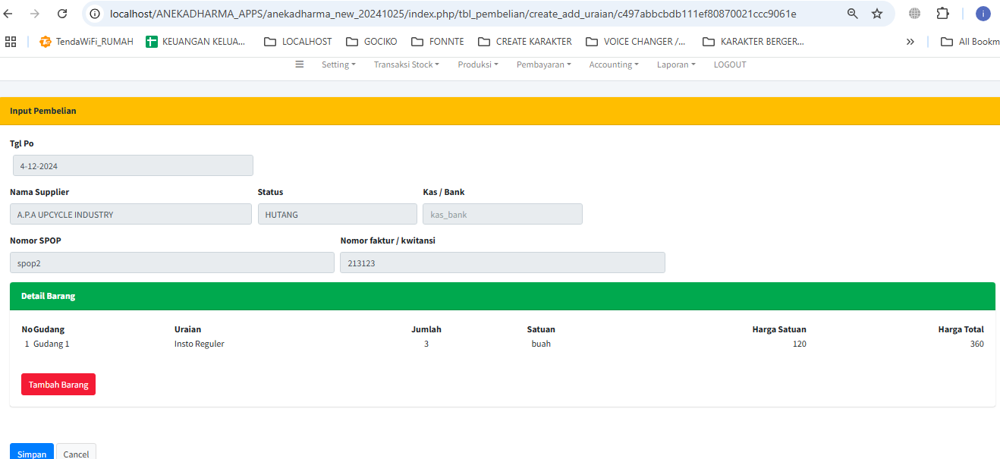 localhost/ANEKADHARMA_APPS/anekadharma_new_20241025/index.php/tbl_pembelian/create_add_uraian/c497abbcbdb111ef80870021ccc9061e
i
TendaWiFi_RUMAH KEUANGAN KELUA... LOCALHOST GOCIKO FONNTE CREATE KARAKTER VOICE CHANGER /... KARAKTER BERGER... » All Bookm
Setting Transaksi Stock Produksi Pembayaran Accounting Laporan LOGOUT
Input Pembelian
Tgl Po
4-12-2024
Nama Supplier Status Kas / Bank
A.P.A UPCYCLE INDUSTRY HUTANG kas_bank
Nomor SPOP Nomor faktur / kwitansi
spop2 213123
Detail Barang
No Gudang Uraian Jumlah Satuan Harga Satuan Harga Total
1 Gudang 1 Insto Reguler 3 buah 120 360
Tambah Barang
Simpan Cancel